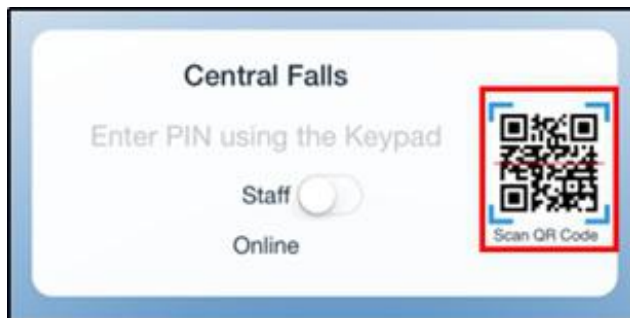 Central Falls
Enter PIN using the Keypad
Staff
Online
Scan QR Code